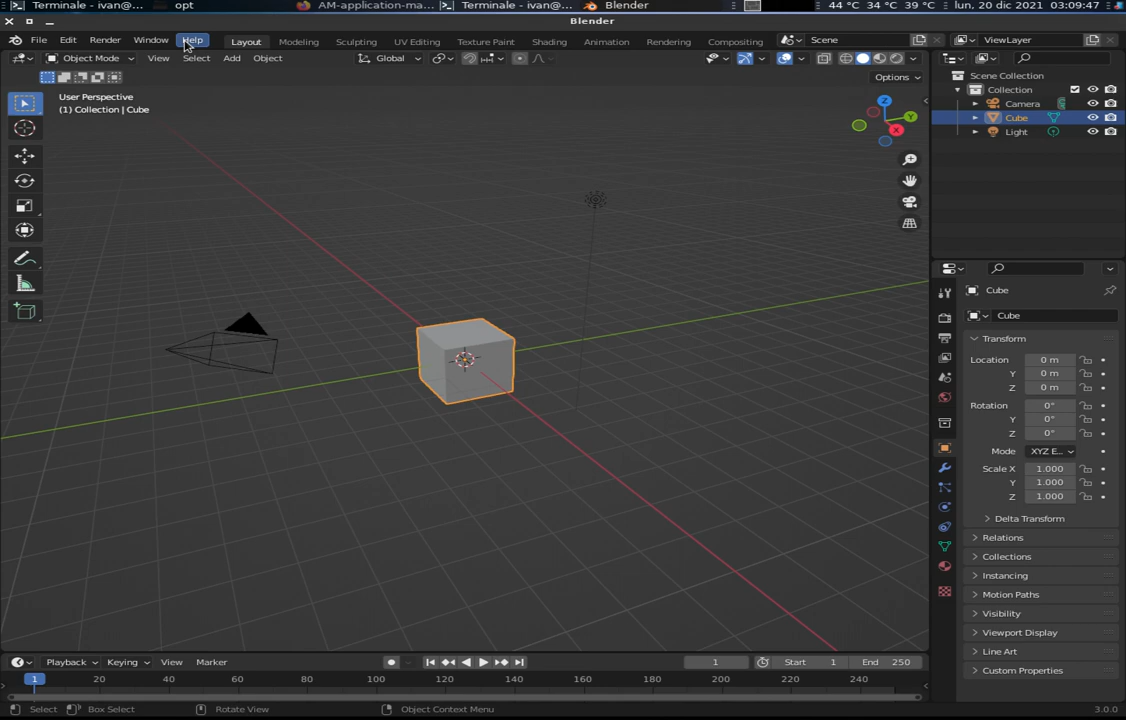 Terminale - ivan@... opt AM-application-ma... Terminale - ivan@... Blender 44 °C 34 °C 39 °C lun, 20 dic 2021 03:09:47
Blender
File Edit Render Window Help Layout Modeling Sculpting UV Editing Texture Paint Shading Animation Rendering Compositing Scene ViewLayer
Object Mode View Select Add Object Global
Options
User Perspective
(1) Collection | Cube
Z
Y
X
Scene Collection
Collection
Camera
Cube
Light
Cube
Cube
Transform
Location 0 m
Y 0 m
Z 0 m
Rotation 0°
Y 0°
Z 0°
Mode XYZ E...
Scale X 1.000
Y 1.000
Z 1.000
Delta Transform
Relations
Collections
Instancing
Motion Paths
Visibility
Viewport Display
Line Art
Custom Properties
Playback Keying View Marker 1 Start 1 End 250
1 20 40 60 80 100 120 140 160 180 200 220 240
Select Box Select Rotate View Object Context Menu 3.0.0